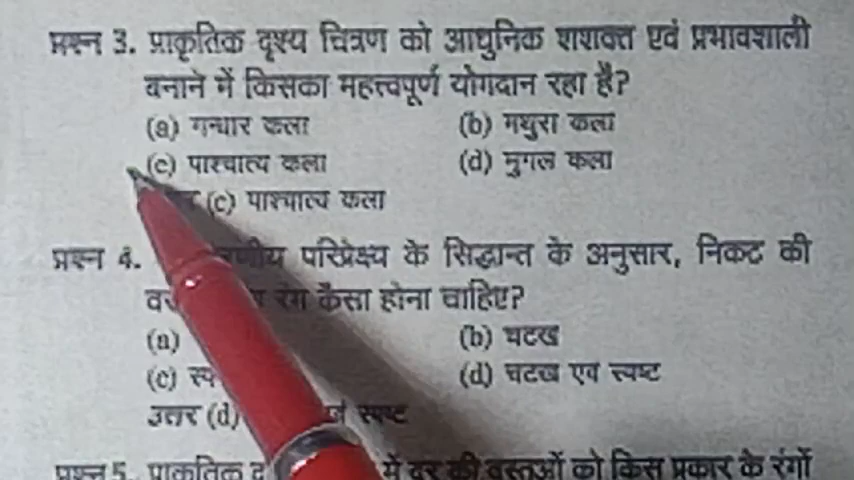 प्रश्न 3. प्राकृतिक दृश्य चित्रण को आधुनिक शशक्त एवं प्रभावशाली
बनाने में किसका महत्त्वपूर्ण योगदान रहा है?
(a) गन्धार कला (b) मथुरा कला
(c) पाश्चात्य कला (d) मुगल कला
(c) पाश्चात्य कला
प्रश्न 4. परिप्रेक्ष्य के सिद्धान्त के अनुसार, निकट की
रंग कैसा होना चाहिए?
(a) (b) चटख
(c) (d) चटख एवं स्पष्ट
उत्तर (d) स्पष्ट
प्रश्न 5. प्राकृतिक में दूर की वस्तुओं को किस प्रकार के रंगों